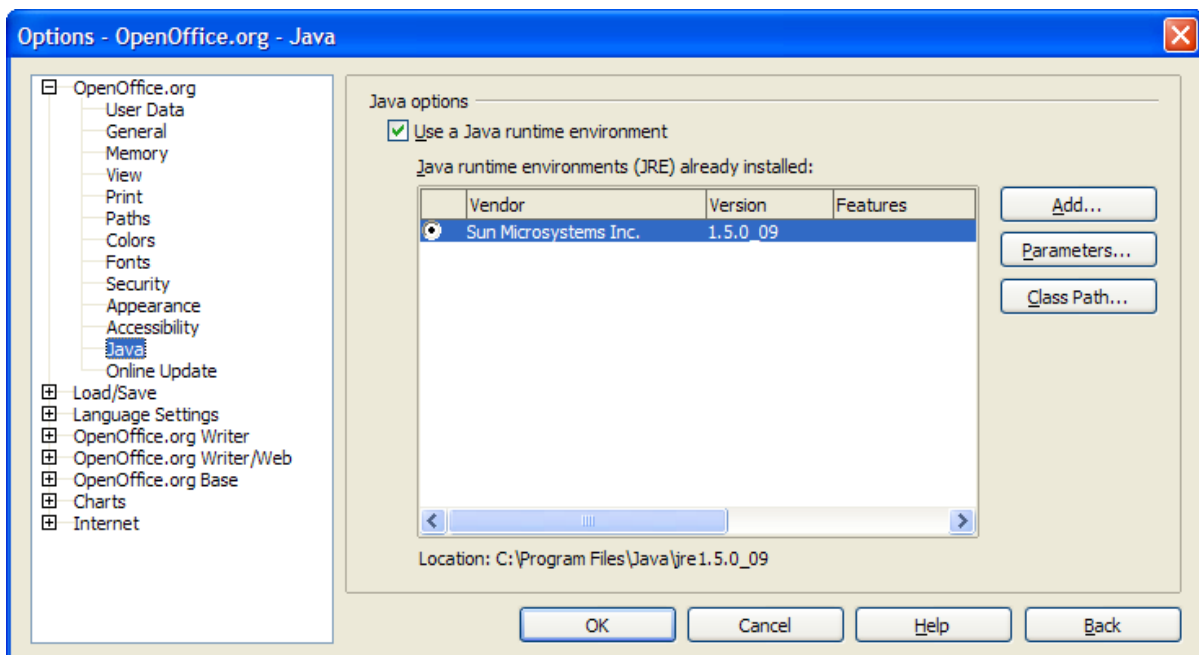 Options - OpenOffice.org - Java
OpenOffice.org
User Data
General
Memory
View
Print
Paths
Colors
Fonts
Security
Appearance
Accessibility
Java
Online Update
Load/Save
Language Settings
OpenOffice.org Writer
OpenOffice.org Writer/Web
OpenOffice.org Base
Charts
Internet
Java options
Use a Java runtime environment
Java runtime environments (JRE) already installed:
Vendor Version Features
Sun Microsystems Inc. 1.5.0_09
Add...
Parameters...
Class Path...
Location: C:\Program Files\Java\jre1.5.0_09
OK Cancel Help Back